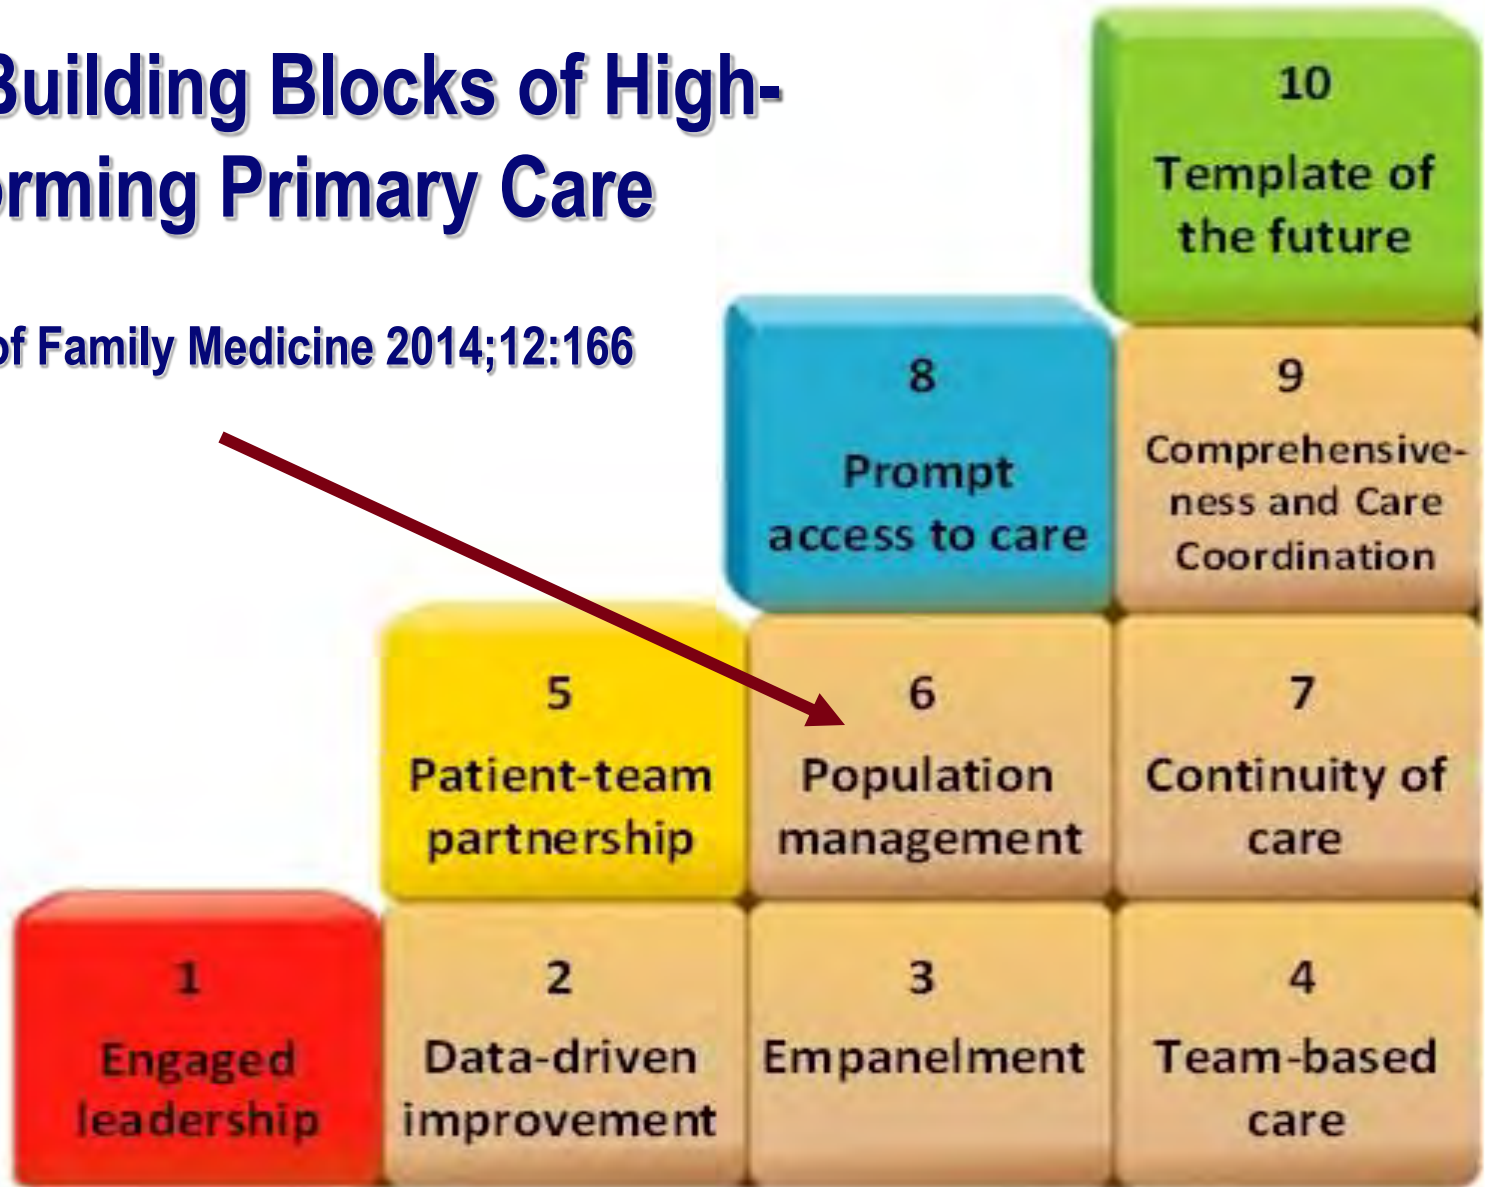 Building Blocks of High-
orming Primary Care
of Family Medicine 2014;12:166
10
Template of
the future
8
Prompt
access to care
9
Comprehensive-
ness and Care
Coordination
5
Patient-team
partnership
6
Population
management
7
Continuity of
care
1
Engaged
leadership
2
Data-driven
improvement
3
Empanelment
4
Team-based
care